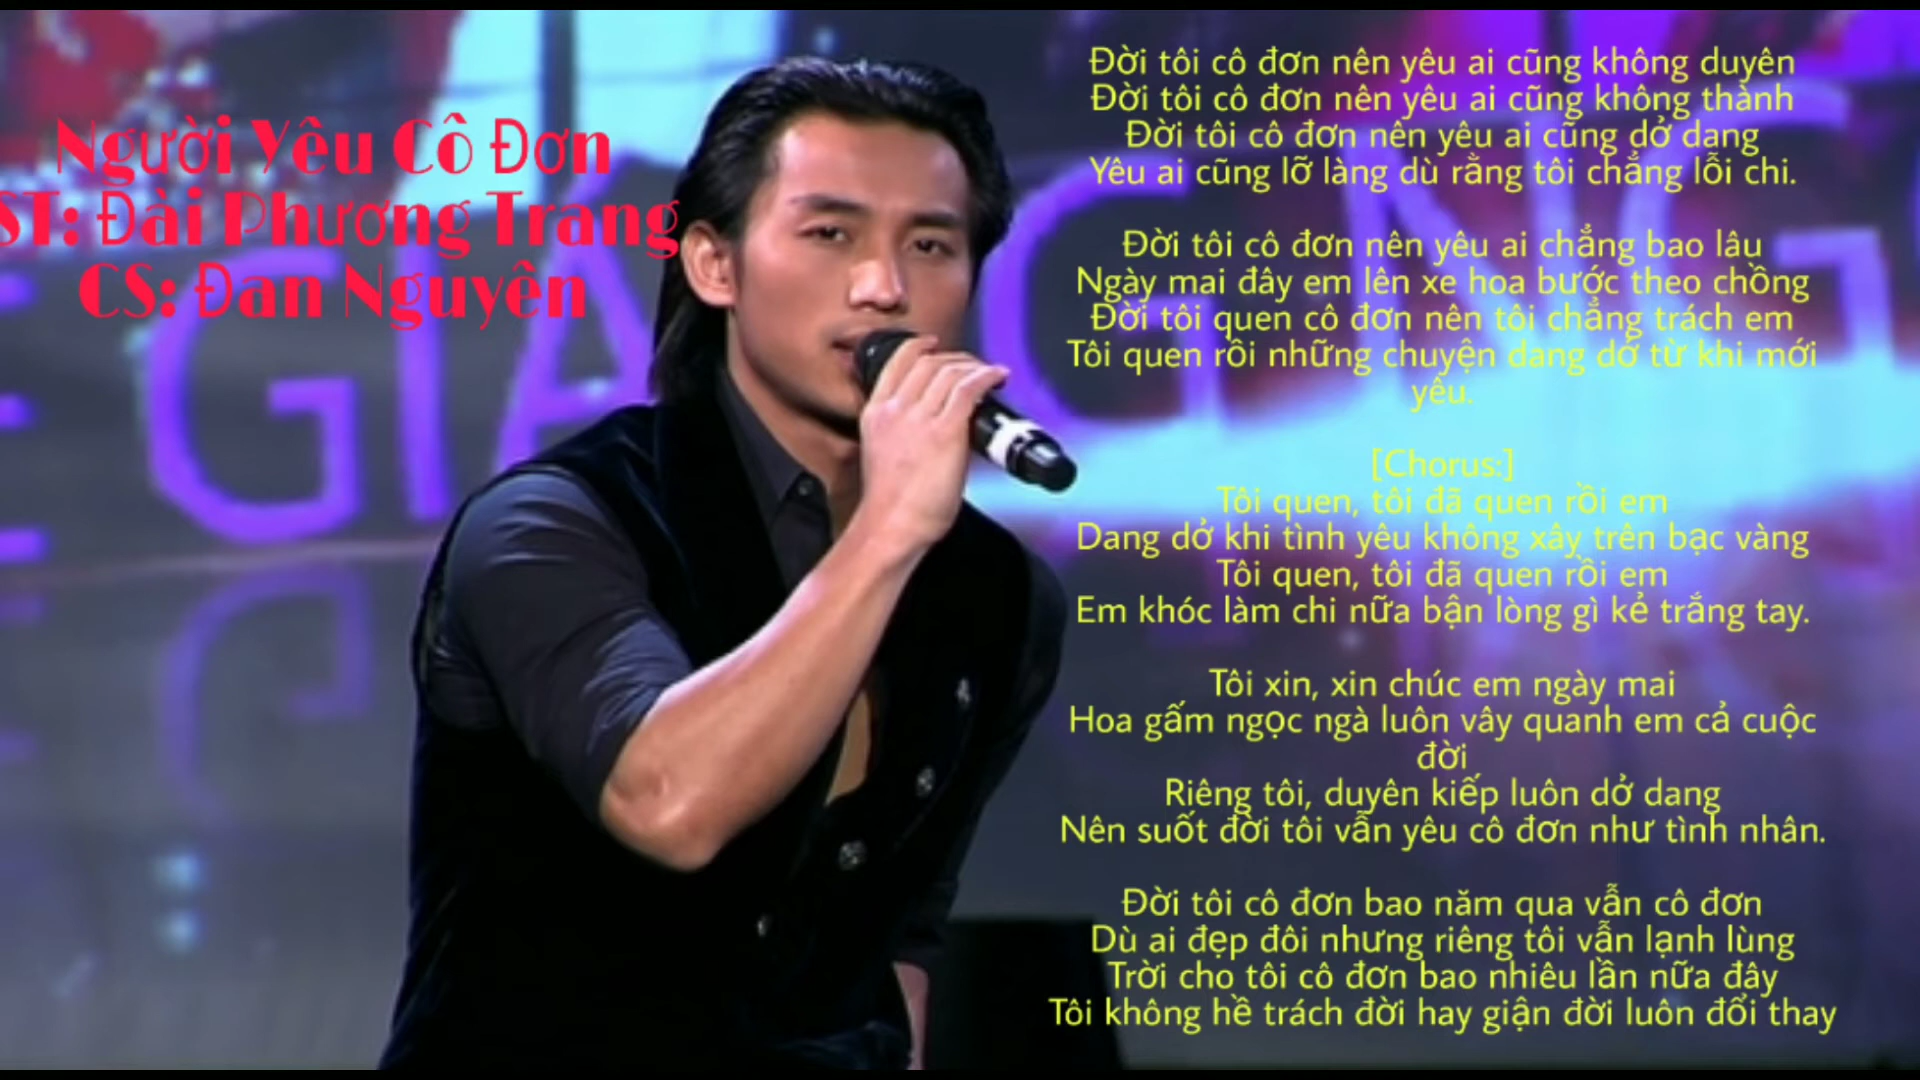 Người Yêu Cô Đơn
ST: Đài Phương Trang
CS: Đan Nguyên
Đời tôi cô đơn nên yêu ai cũng không duyên
Đời tôi cô đơn nên yêu ai cũng không thành
Đời tôi cô đơn nên yêu ai cũng dở dang
Yêu ai cũng lỡ làng dù rằng tôi chẳng lỗi chi.
Đời tôi cô đơn nên yêu ai chẳng bao lâu
Ngày mai đây em lên xe hoa bước theo chồng
Đời tôi quen cô đơn nên tôi chẳng trách em
Tôi quen rồi những chuyện dang dở từ khi mới
yêu.
[Chorus:]
Tôi quen, tôi đã quen rồi em
Dang dở khi tình yêu không xây trên bạc vàng
Tôi quen, tôi đã quen rồi em
Em khóc làm chi nữa bận lòng gì kẻ trắng tay.
Tôi xin, xin chúc em ngày mai
Hoa gấm ngọc ngà luôn vây quanh em cả cuộc
đời
Riêng tôi, duyên kiếp luôn dở dang
Nên suốt đời tôi vẫn yêu cô đơn như tình nhân.
Đời tôi cô đơn bao năm qua vẫn cô đơn
Dù ai đẹp đôi nhưng riêng tôi vẫn lạnh lùng
Trời cho tôi cô đơn bao nhiêu lần nữa đây
Tôi không hề trách đời hay giận đời luôn đổi thay